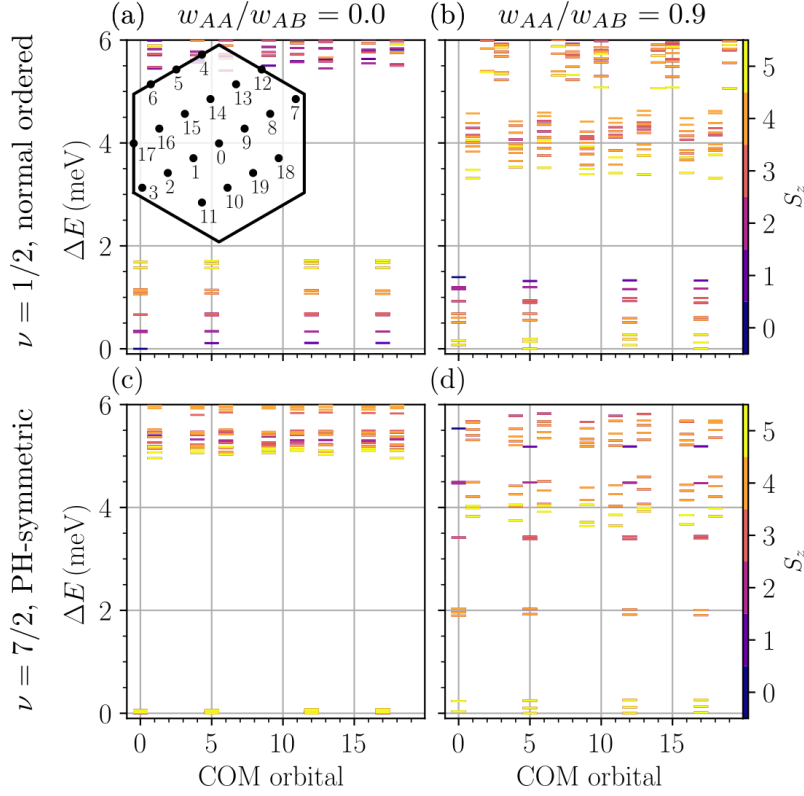 (a) w_AA/w_AB = 0.0
(b) w_AA/w_AB = 0.9
ν = 1/2, normal ordered
ΔE (meV)
6
4
2
0
4
5
12
6
13
7
14
15
8
16
9
17
0
1
18
2
3
19
10
11
5
4
3
2
1
0
S_z
(c)
(d)
ν = 7/2, PH-symmetric
ΔE (meV)
6
4
2
0
0 5 10 15
COM orbital
0 5 10 15
COM orbital
5
4
3
2
1
0
S_z